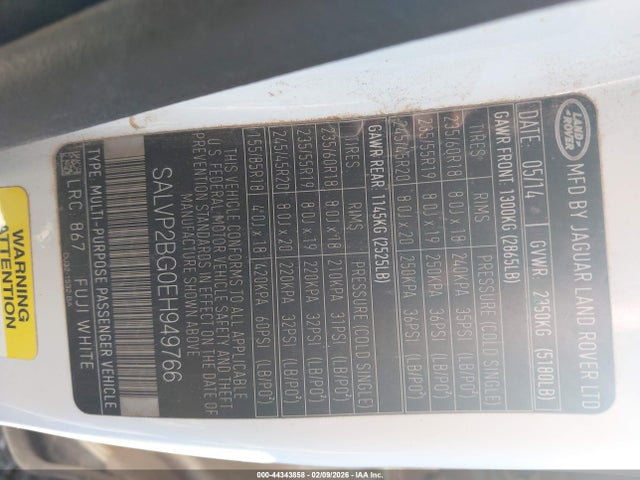 LAND ROVER
MFD BY JAGUAR LAND ROVER LTD
DATE: 05/14 GVWR 2350KG (5180LB)
GAWR FRONT: 1300KG (2865LB)
TIRES: RIMS PRESSURE (COLD SINGLE)
235/60R18 8.0J x 18 240KPA 35PSI (LB/PO²)
235/55R19 8.0J x 19 250KPA 36PSI (LB/PO²)
245/45R20 8.0J x 20 250KPA 36PSI (LB/PO²)
GAWR REAR: 1145KG (2525LB)
TIRES: RIMS PRESSURE (COLD SINGLE)
235/60R18 8.0J x 18 210KPA 31PSI (LB/PO²)
235/55R19 8.0J x 19 220KPA 32PSI (LB/PO²)
245/45R20 8.0J x 20 220KPA 32PSI (LB/PO²)
155/85R18 4.0J x 18 420KPA 60PSI (LB/PO²)
THIS VEHICLE CONFORMS TO ALL APPLICABLE
U S FEDERAL MOTOR VEHICLE SAFETY AND THEFT
PREVENTION STANDARDS IN EFFECT ON THE DATE OF
MANUFACTURE SHOWN ABOVE
SALVP2BG0EH949766
TYPE: MULTI-PURPOSE PASSENGER VEHICLE
LRC 867 FUJI WHITE
WARNING
ATTENTION
000-44343858 - 02/09/2026 - IAA Inc.